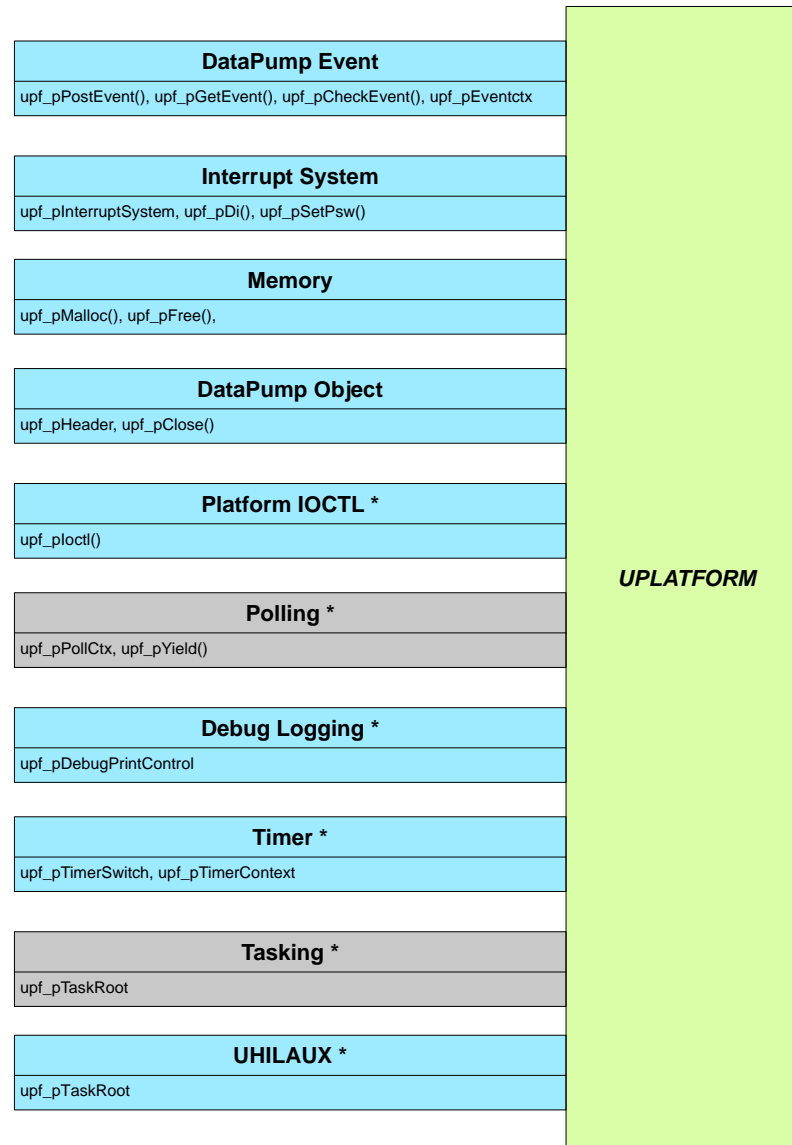 DataPump Event
upf_pPostEvent(), upf_pGetEvent(), upf_pCheckEvent(), upf_pEventctx
Interrupt System
upf_pInterruptSystem, upf_pDi(), upf_pSetPsw()
Memory
upf_pMalloc(), upf_pFree(),
DataPump Object
upf_pHeader, upf_pClose()
Platform IOCTL *
upf_pIoctl()
UPLATFORM
Polling *
upf_pPollCtx, upf_pYield()
Debug Logging *
upf_pDebugPrintControl
Timer *
upf_pTimerSwitch, upf_pTimerContext
Tasking *
upf_pTaskRoot
UHILAUX *
upf_pTaskRoot